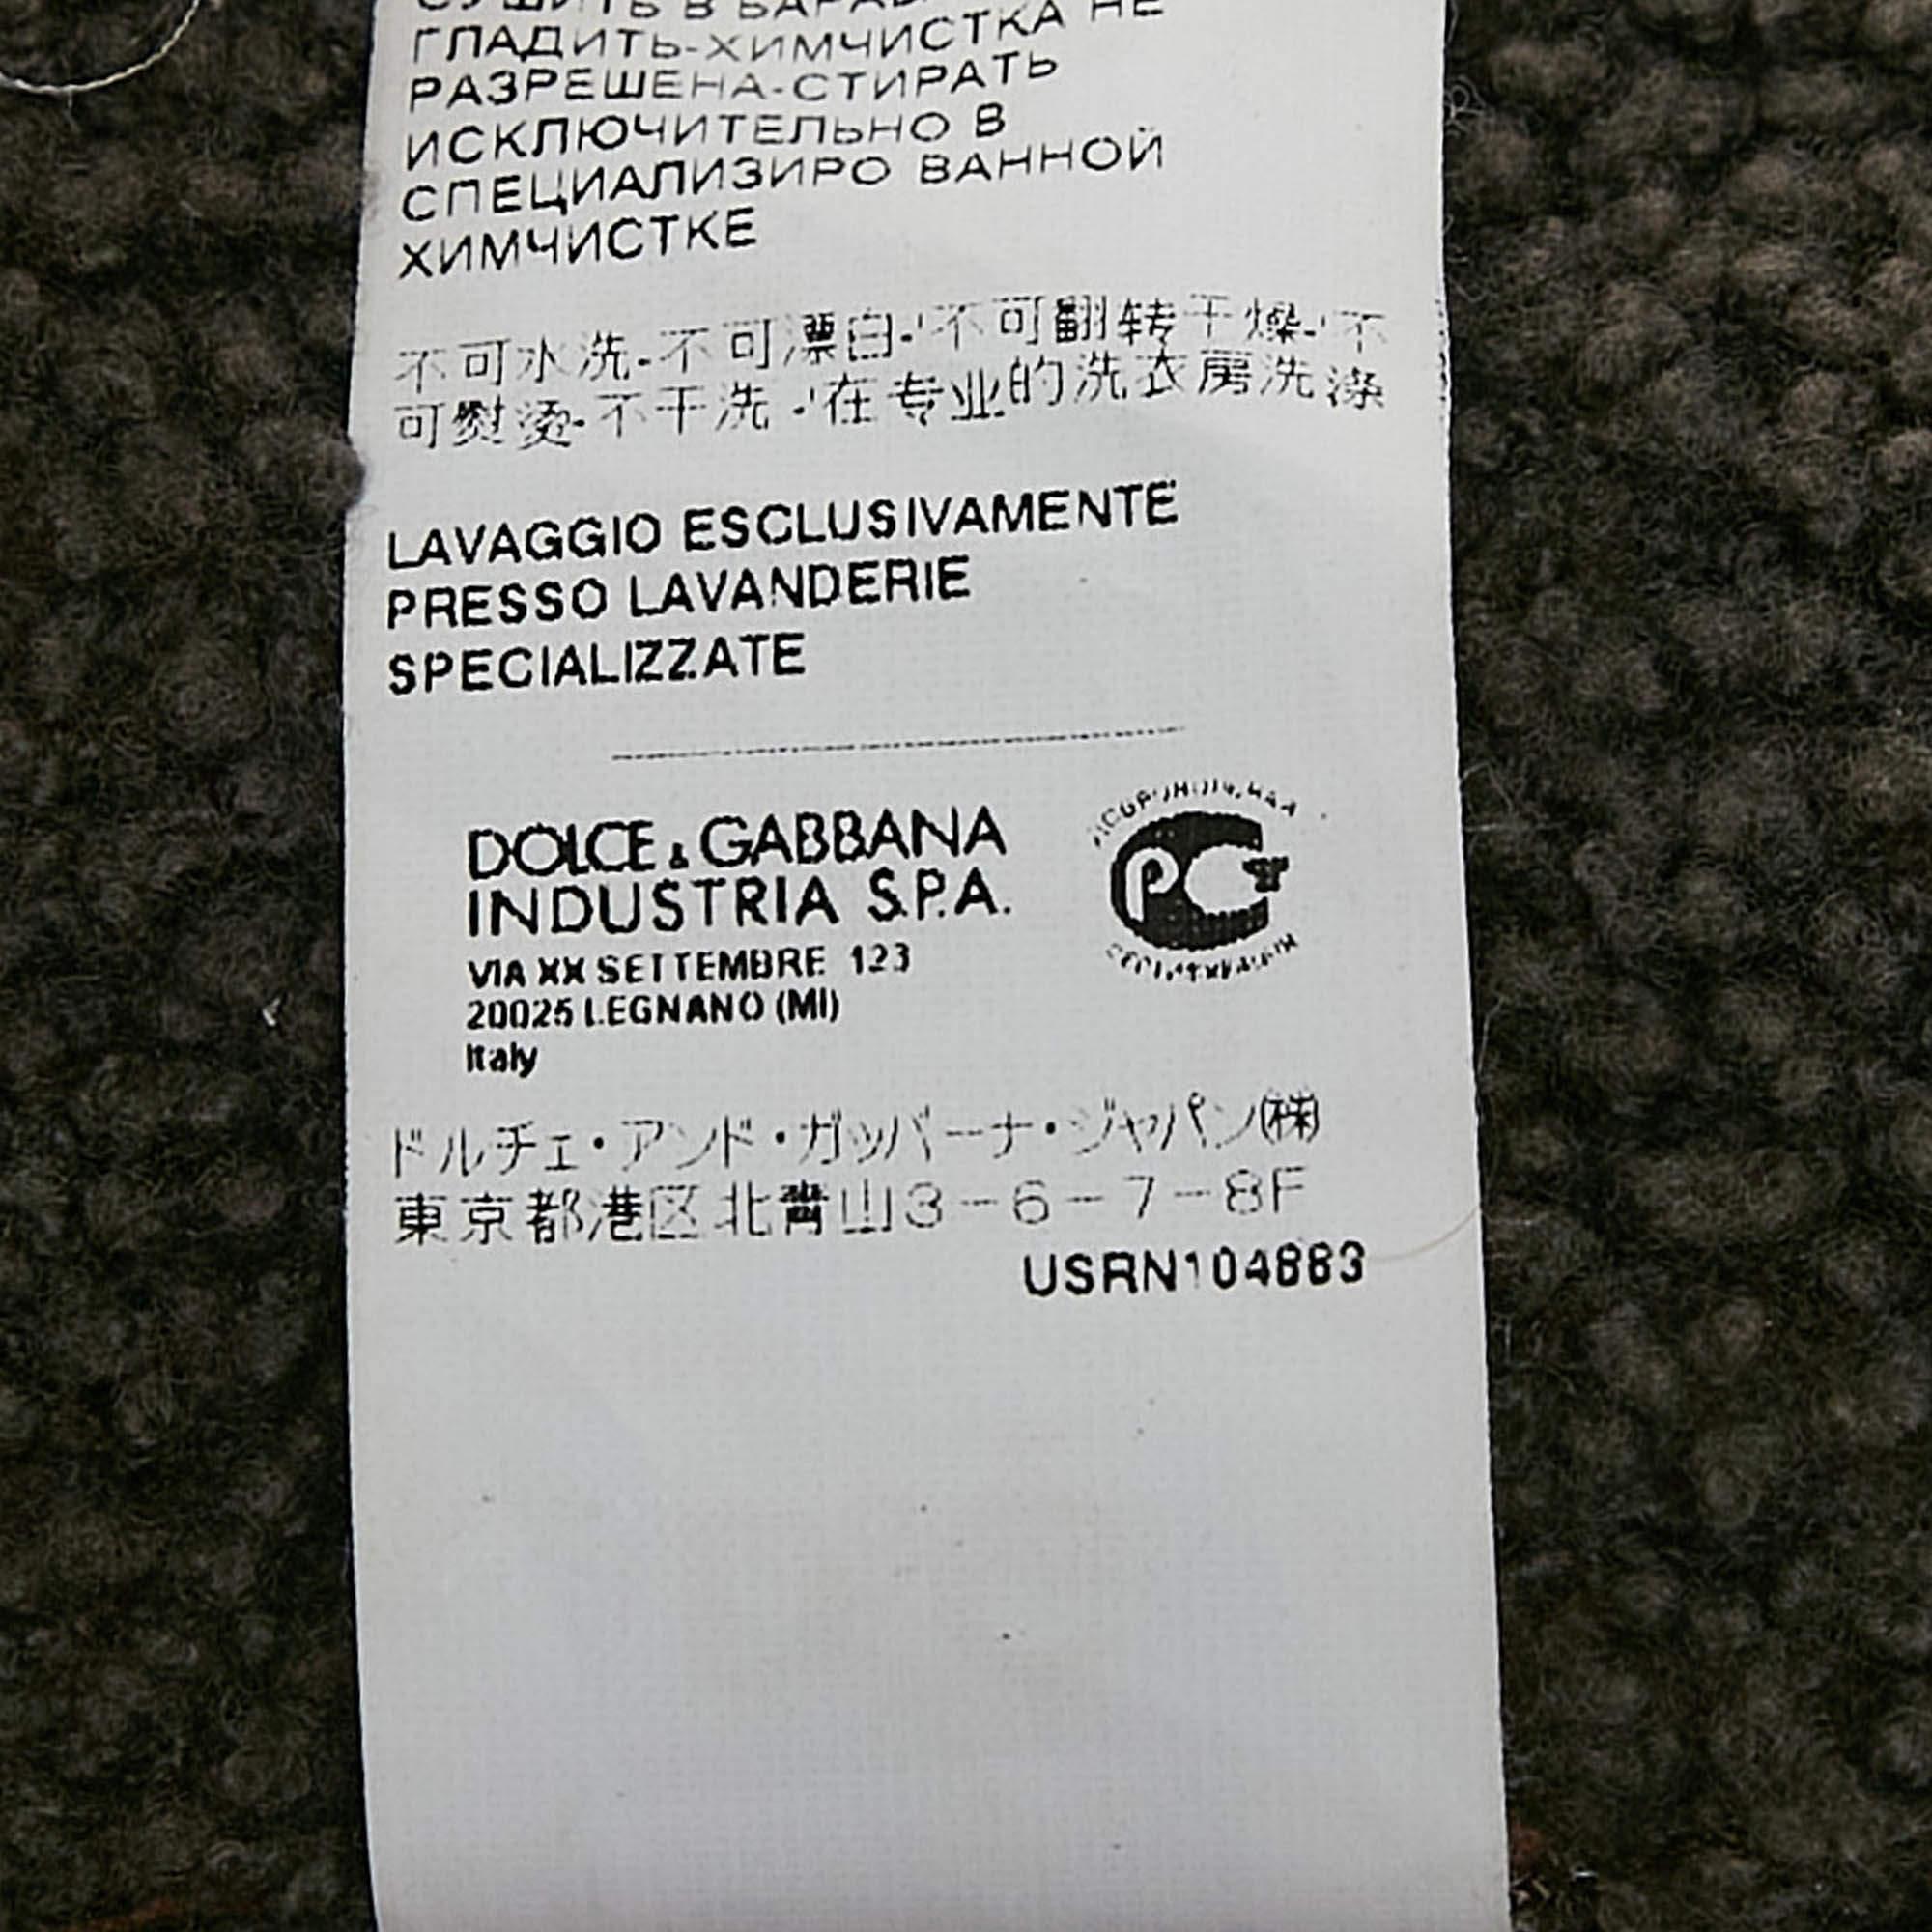 СУШИТЬ В
ГЛАДИТЬ-ХИМЧИСТКА НЕ
РАЗРЕШЕНА-СТИРАТЬ
ИСКЛЮЧИТЕЛЬНО В
СПЕЦИАЛИЗИРО ВАННОЙ
ХИМЧИСТКЕ
不可水洗-不可漂白-不可翻转干燥-不
可熨烫-不干洗-在专业的洗衣房洗涤
LAVAGGIO ESCLUSIVAMENTE
PRESSO LAVANDERIE
SPECIALIZZATE
DOLCE & GABBANA
INDUSTRIA S.P.A.
VIA XX SETTEMBRE 123
20025 LEGNANO (MI)
Italy
РСТ
ドルチェ・アンド・ガッバーナ・ジャパン(株)
東京都港区北青山3-6-7-8F
USRN104883